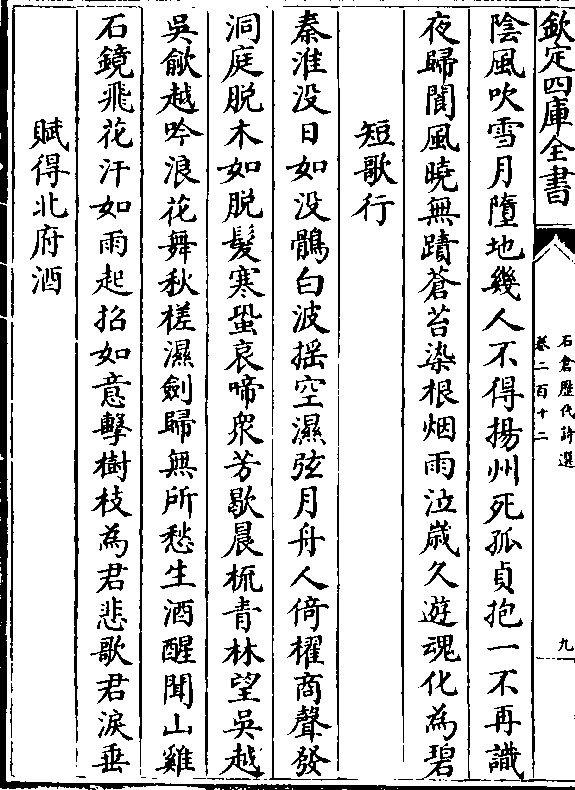 欽定四庫全書
石倉歷代詩選
卷二百十二
九
陰風吹雪月墮地幾人不得揚州死孤貞抱一不再識
夜歸閬風曉無蹟蒼苔染根烟雨泣歲久遊魂化為碧
短歌行
秦淮没日如没鶻白波揺空濕弦月舟人倚櫂商聲發
洞庭脱木如脱髪寒蛩哀啼衆芳歇晨梳青林望吳越
吳歈越吟浪花舞秋槎濕劍歸無所愁生酒醒聞山雞
石鏡飛花汗如雨起招如意擊樹枝為君悲歌君淚垂
賦得北府酒